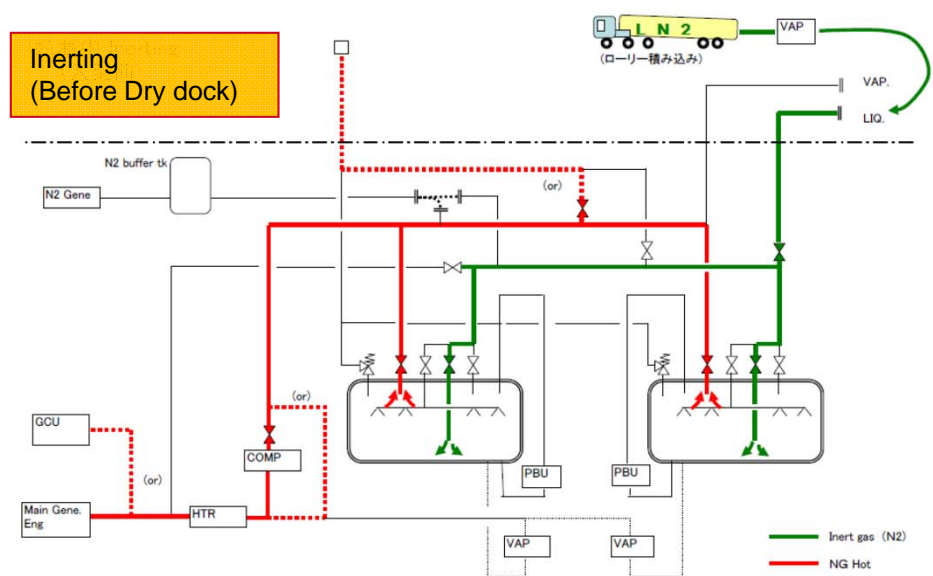 Inerting
(Before Dry dock)
LN2
VAP
(ローリー積み込み)
VAP.
LIQ.
N2 buffer tk
N2 Gene
(or)
(or)
GCU
COMP
(or)
PBU
PBU
Main Gene.
Eng
HTR
VAP
VAP
Inert gas (N2)
NG Hot